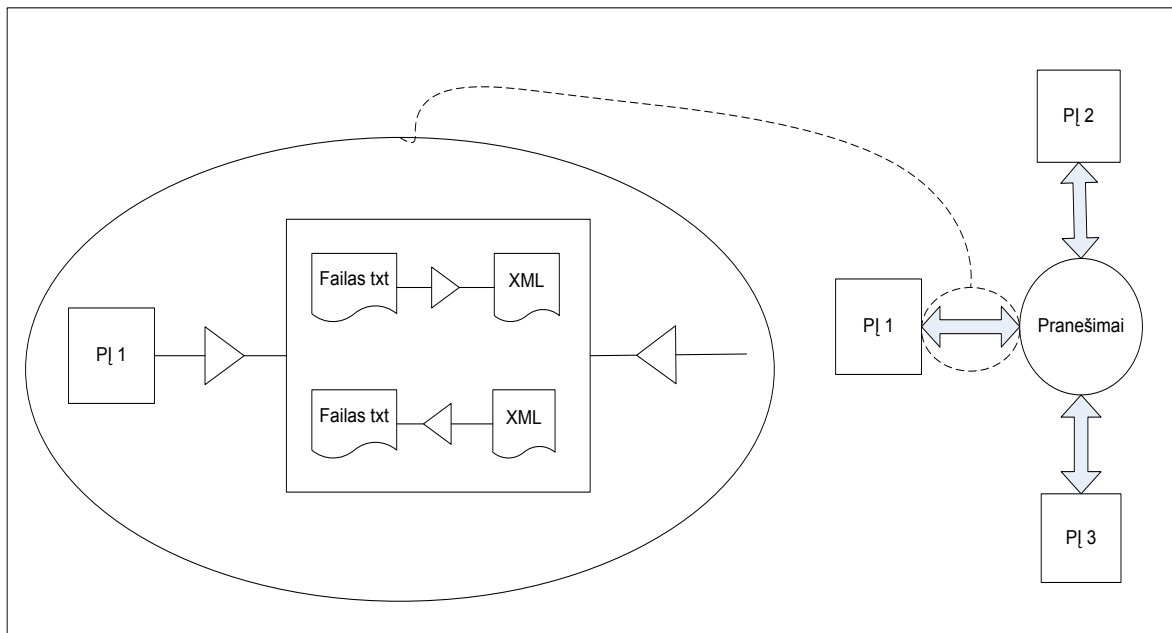 PĮ 2
Failas txt
XML
PĮ 1
PĮ 1
Pranešimai
Failas txt
XML
PĮ 3